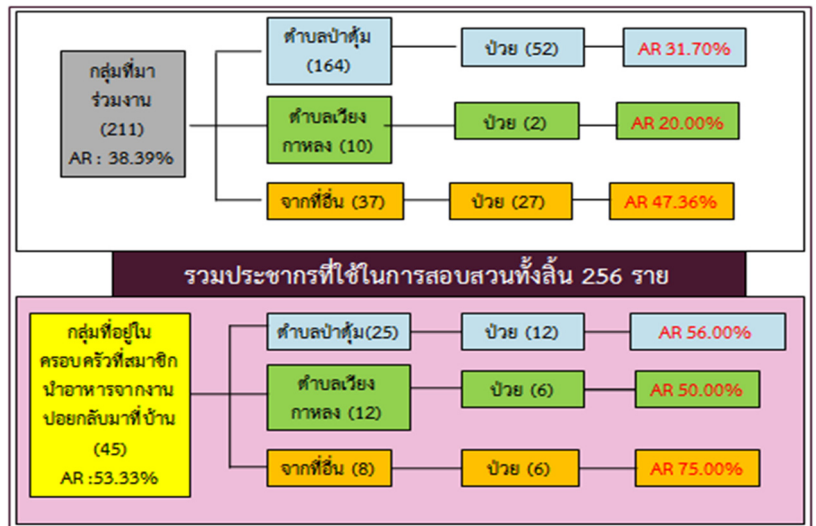 กลุ่มที่มา
ร่วมงาน
(211)
AR : 38.39%
ตำบลป่าตุ้ม
(164)
ป่วย (52)
AR 31.70%
ตำบลเวียง
กาหลง (10)
ป่วย (2)
AR 20.00%
จากที่อื่น (37)
ป่วย (27)
AR 47.36%
รวมประชากรที่ใช้ในการสอบสวนทั้งสิ้น 256 ราย
กลุ่มที่อยู่ใน
ครอบครัวที่สมาชิก
นำอาหารจากงาน
ปอยกลับมาที่บ้าน
(45)
AR :53.33%
ตำบลป่าตุ้ม(25)
ป่วย (12)
AR 56.00%
ตำบลเวียง
กาหลง (12)
ป่วย (6)
AR 50.00%
จากที่อื่น (8)
ป่วย (6)
AR 75.00%